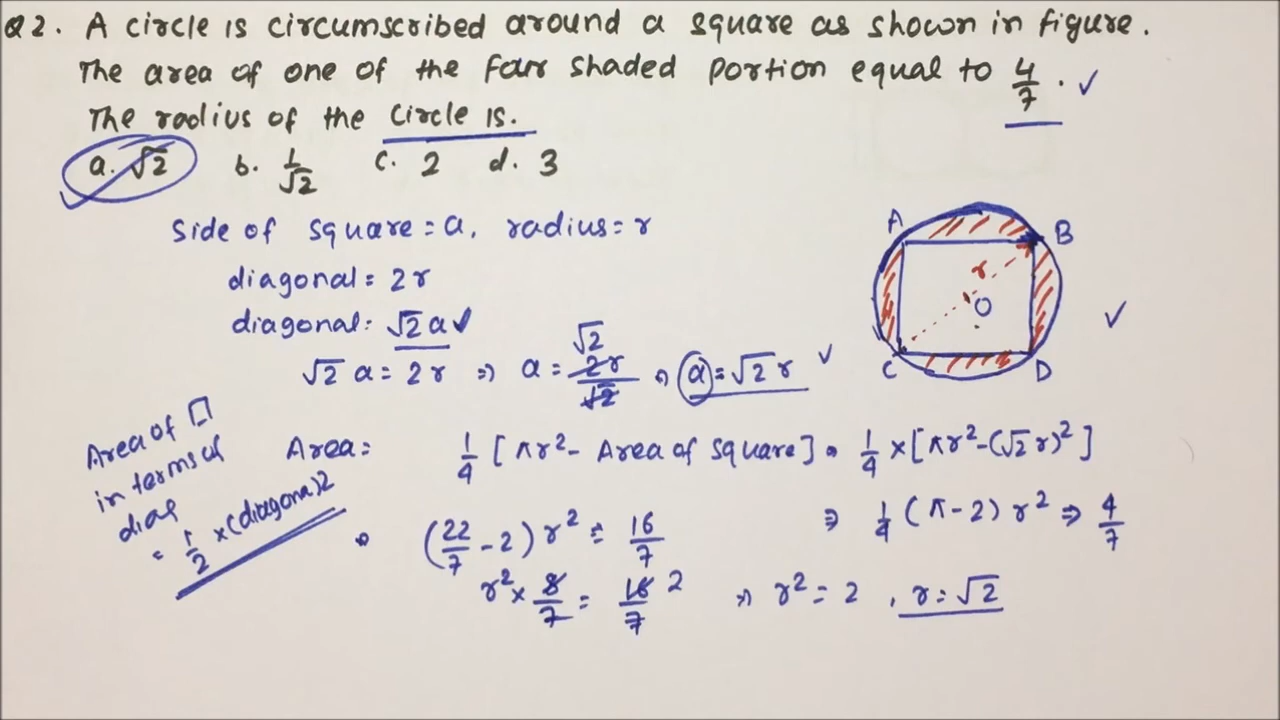 Q2. A circle is circumscribed around a square as shown in figure.
The area of one of the four shaded portion equal to 4/7. ✓
The radius of the circle is.
a. √2 b. 1/√2 c. 2 d. 3
Side of square = a, radius = r
diagonal = 2r
diagonal = √2 a ✓
√2 a = 2r ⇒ a = 2r/√2 √2 ⇒ a = √2 r ✓
A B
r
O
C D
✓
Area of □
in terms of
diag
= 1/2 × (diagonal)2
Area = 1/4 [πr² - Area of square] = 1/4 × [πr² - (√2 r)²]
⇒ 1/4 (π - 2) r² ⇒ 4/7
⇒ (22/7 - 2) r² = 16/7
r² × 8/7 = 16/7 2 ⇒ r² = 2, r = √2